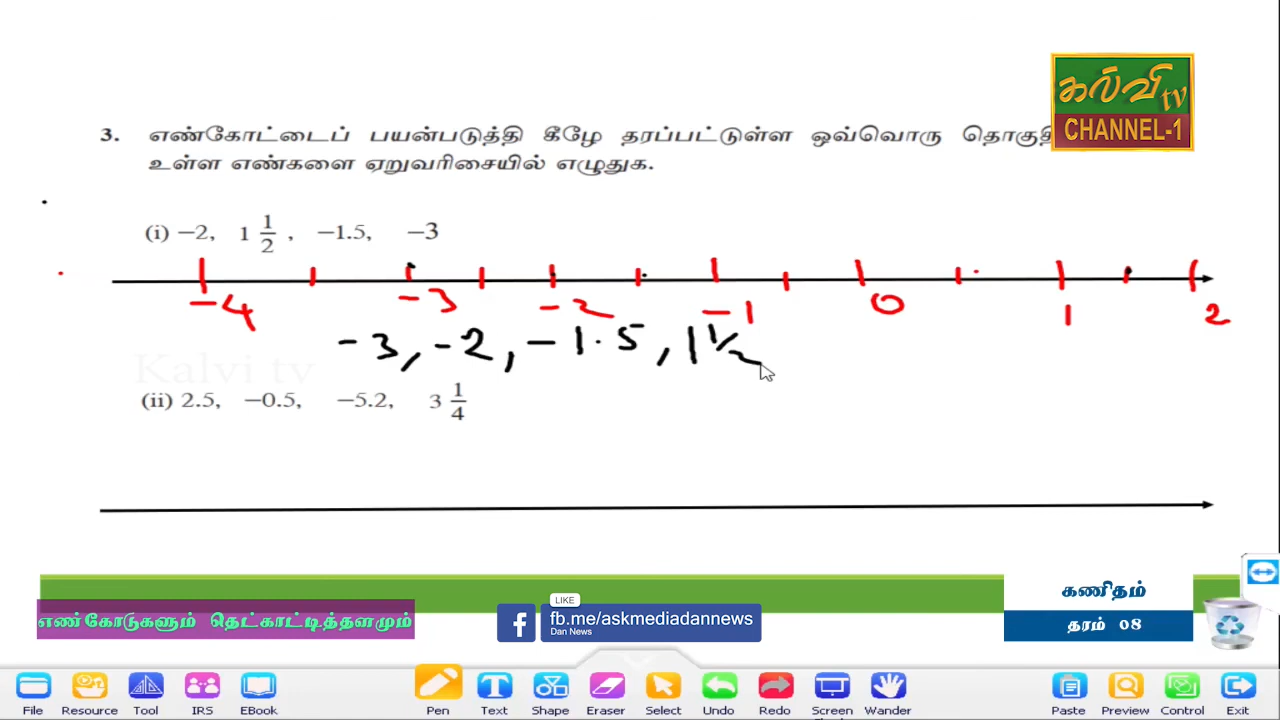 கல்வி tv
CHANNEL-1
3. எண்கோட்டைப் பயன்படுத்தி கீழே தரப்பட்டுள்ள ஒவ்வொரு
உள்ள எண்களை ஏறுவரிசையில் எழுதுக.
(i) −2, 1 1/2 , −1.5, −3
-4 -3 -2 -1 0 1 2
-3, -2, -1.5, 1 1/2
Kalvi tv
(ii) 2.5, −0.5, −5.2, 3 1/4
எண்கோடுகளும் தெட்காட்டித்தளமும்
LIKE
fb.me/askmediadannews
Dan News
கணிதம்
தரம் 08
File Resource Tool IRS EBook Pen Text Shape Eraser Select Undo Redo Screen Wander Paste Preview Control Exit